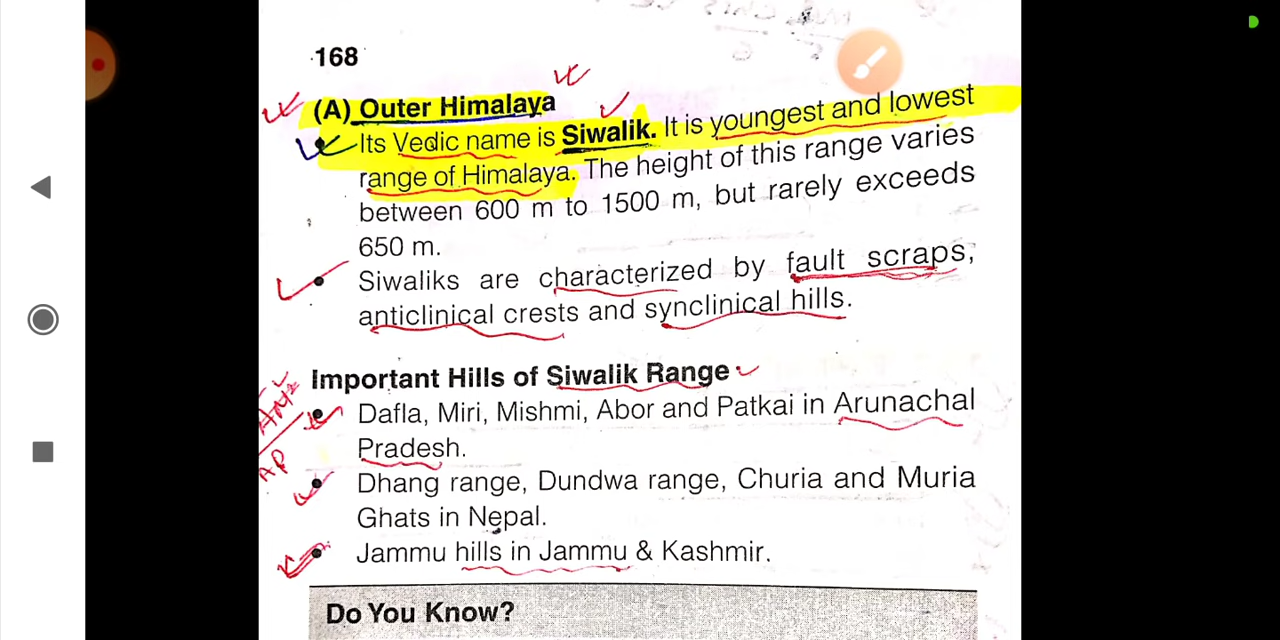 168
(A) Outer Himalaya
Its Vedic name is Siwalik. It is youngest and lowest
range of Himalaya. The height of this range varies
between 600 m to 1500 m, but rarely exceeds
650 m.
Siwaliks are characterized by fault scraps,
anticlinical crests and synclinical hills.
Important Hills of Siwalik Range
Dafla, Miri, Mishmi, Abor and Patkai in Arunachal
Pradesh.
AP
Dhang range, Dundwa range, Churia and Muria
Ghats in Nepal.
Jammu hills in Jammu & Kashmir.
Do You Know?